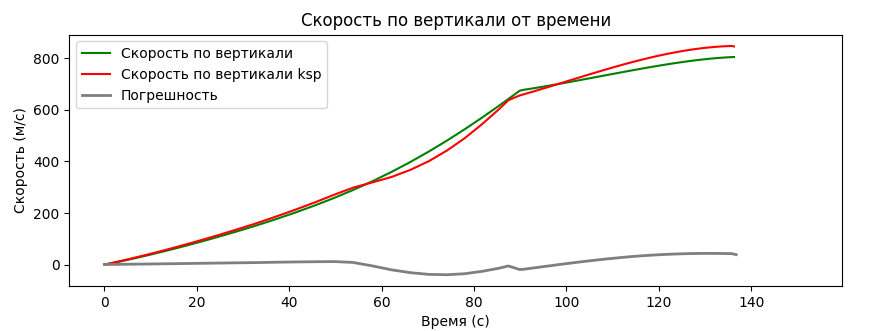 Скорость по вертикали от времени
Скорость по вертикали
Скорость по вертикали ksp
Погрешность
Скорость (м/с)
800
600
400
200
0
0 20 40 60 80 100 120 140
Время (с)